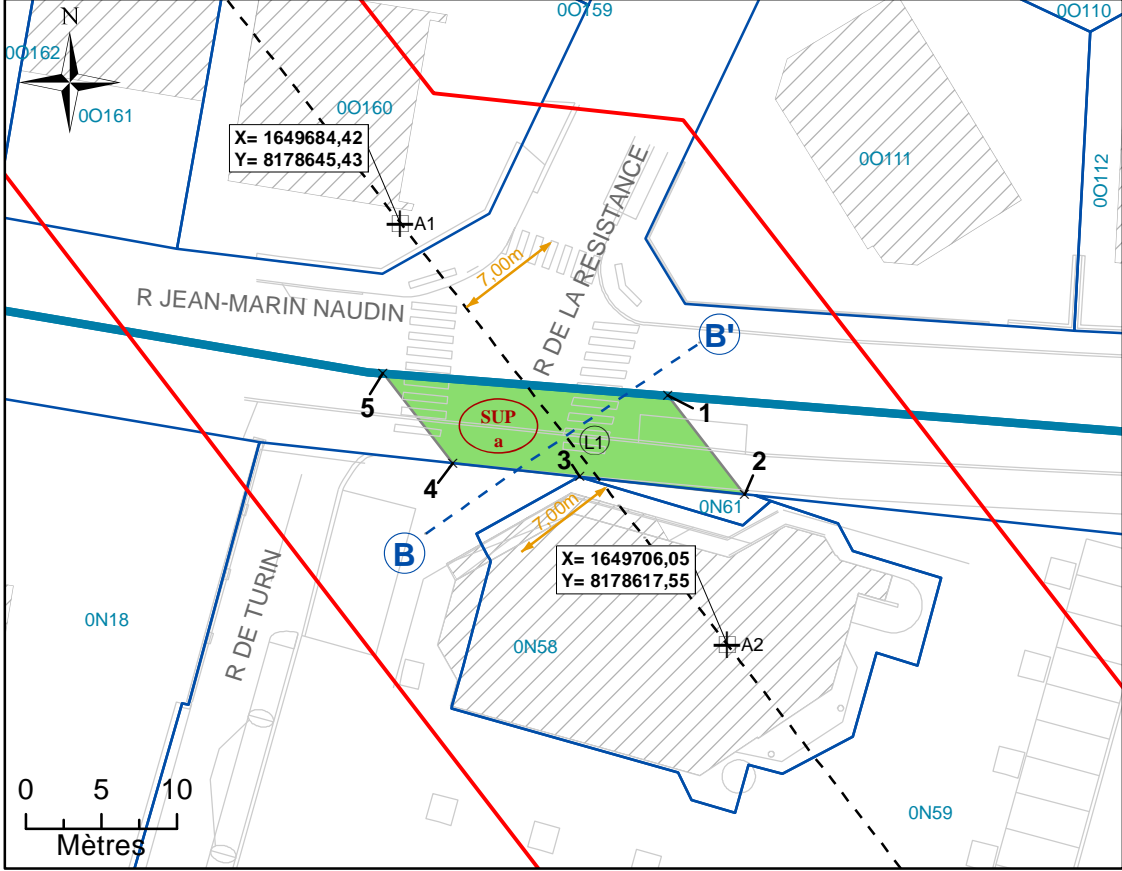 0O159
0O110
N
0O162
0O161
0O160
X= 1649684,42
Y= 8178645,43
0O111
0O112
A1
7,00m
R DE LA RESISTANCE
R JEAN-MARIN NAUDIN
B'
5
1
SUP
a
L1
3
4
2
0N61
7,00m
B
X= 1649706,05
Y= 8178617,55
R DE TURIN
0N18
0N58
A2
0 5 10
Mètres
0N59